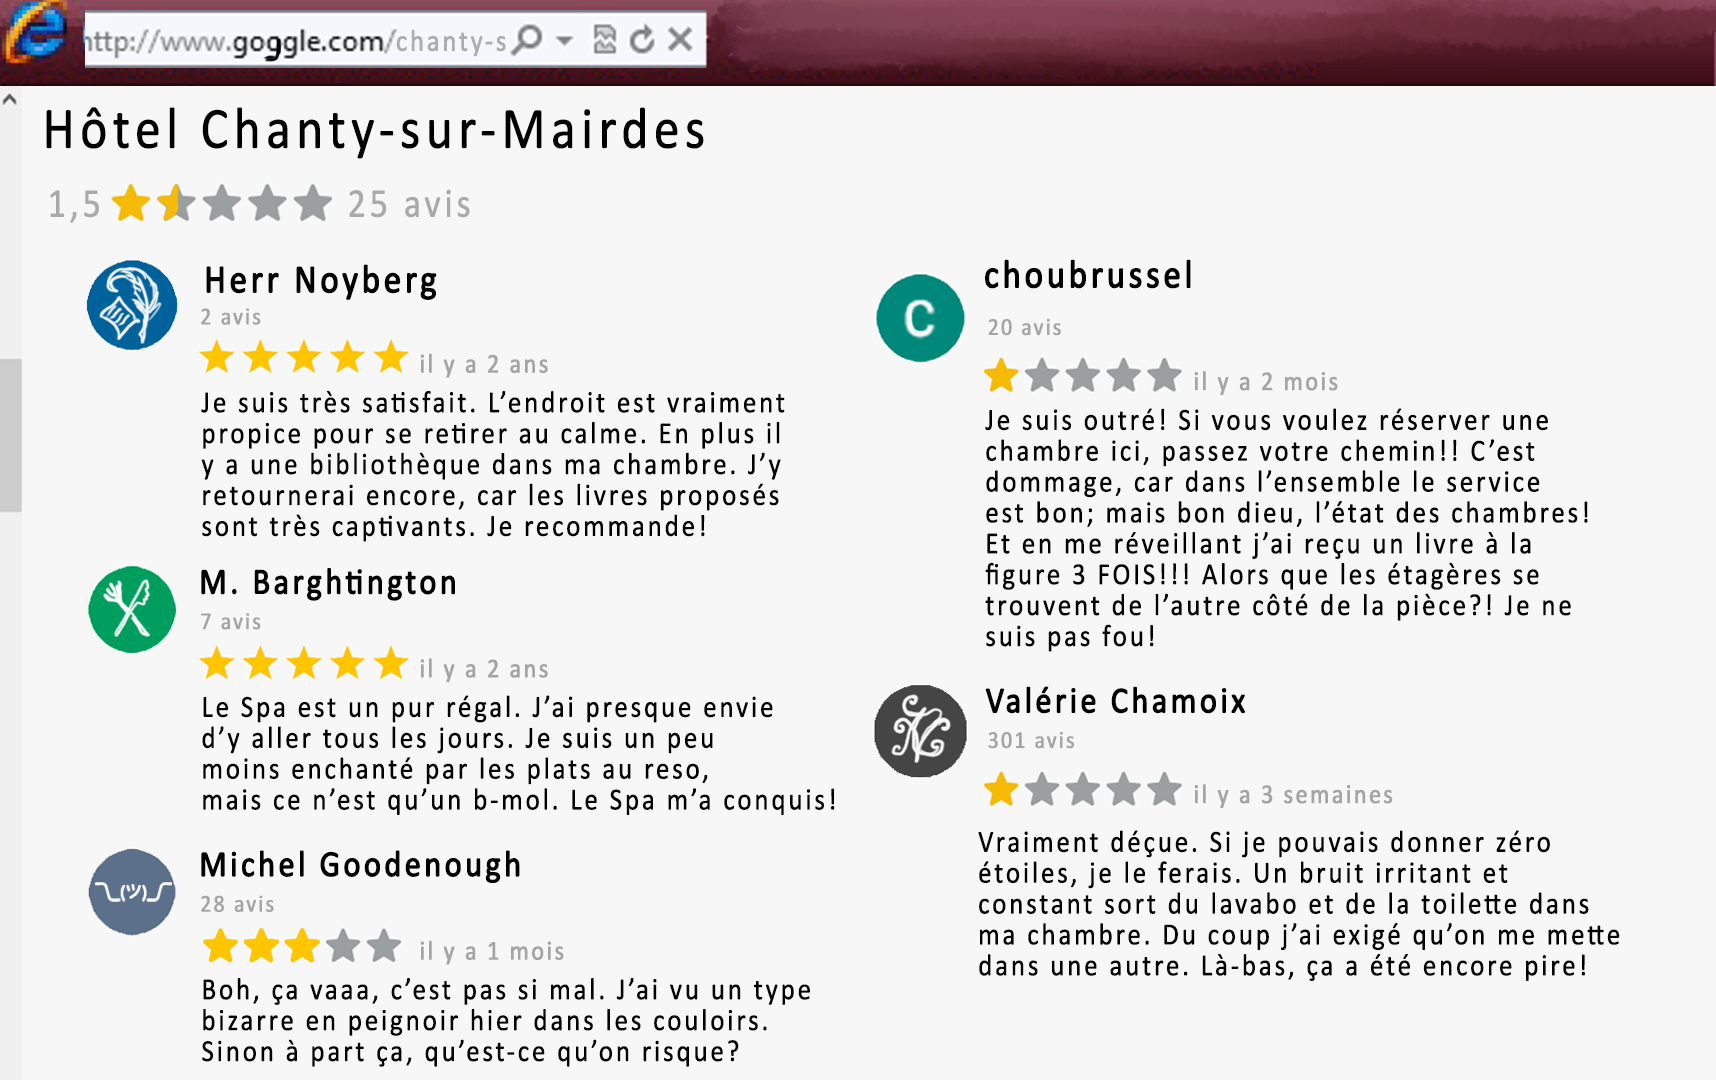 http://www.goggle.com/chanty-s
Hôtel Chanty-sur-Mairdes
1,5 25 avis
Herr Noyberg
2 avis
il y a 2 ans
Je suis très satisfait. L’endroit est vraiment
propice pour se retirer au calme. En plus il
y a une bibliothèque dans ma chambre. J’y
retournerai encore, car les livres proposés
sont très captivants. Je recommande!
M. Barghtington
7 avis
il y a 2 ans
Le Spa est un pur régal. J’ai presque envie
d’y aller tous les jours. Je suis un peu
moins enchanté par les plats au reso,
mais ce n’est qu’un b-mol. Le Spa m’a conquis!
¯\_(ツ)_/¯
Michel Goodenough
28 avis
il y a 1 mois
Boh, ça vaaa, c’est pas si mal. J’ai vu un type
bizarre en peignoir hier dans les couloirs.
Sinon à part ça, qu’est-ce qu’on risque?
C
choubrussel
20 avis
il y a 2 mois
Je suis outré! Si vous voulez réserver une
chambre ici, passez votre chemin!! C’est
dommage, car dans l’ensemble le service
est bon; mais bon dieu, l’état des chambres!
Et en me réveillant j’ai reçu un livre à la
figure 3 FOIS!!! Alors que les étagères se
trouvent de l’autre côté de la pièce?! Je ne
suis pas fou!
Valérie Chamoix
301 avis
il y a 3 semaines
Vraiment déçue. Si je pouvais donner zéro
étoiles, je le ferais. Un bruit irritant et
constant sort du lavabo et de la toilette dans
ma chambre. Du coup j’ai exigé qu’on me mette
dans une autre. Là-bas, ça a été encore pire!